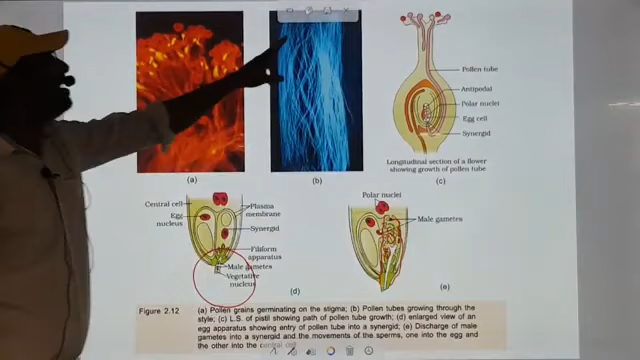 Pollen tube
Antipodal
Polar nuclei
Egg cell
Synergid
Longitudinal section of a flower
showing growth of pollen tube
(a)
(b)
(c)
Central cell
Egg
nucleus
Plasma
membrane
Synergid
Filiform
apparatus
Male gametes
Vegetative
nucleus
(d)
Polar nuclei
Male gametes
(e)
Figure 2.12
(a) Pollen grains germinating on the stigma; (b) Pollen tubes growing through the
style; (c) L.S. of pistil showing path of pollen tube growth; (d) enlarged view of
an egg apparatus showing entry of pollen tube into a synergid; (e) Discharge of male
gametes into a synergid and the movements of the sperms, one into the egg and
the other into the central cell